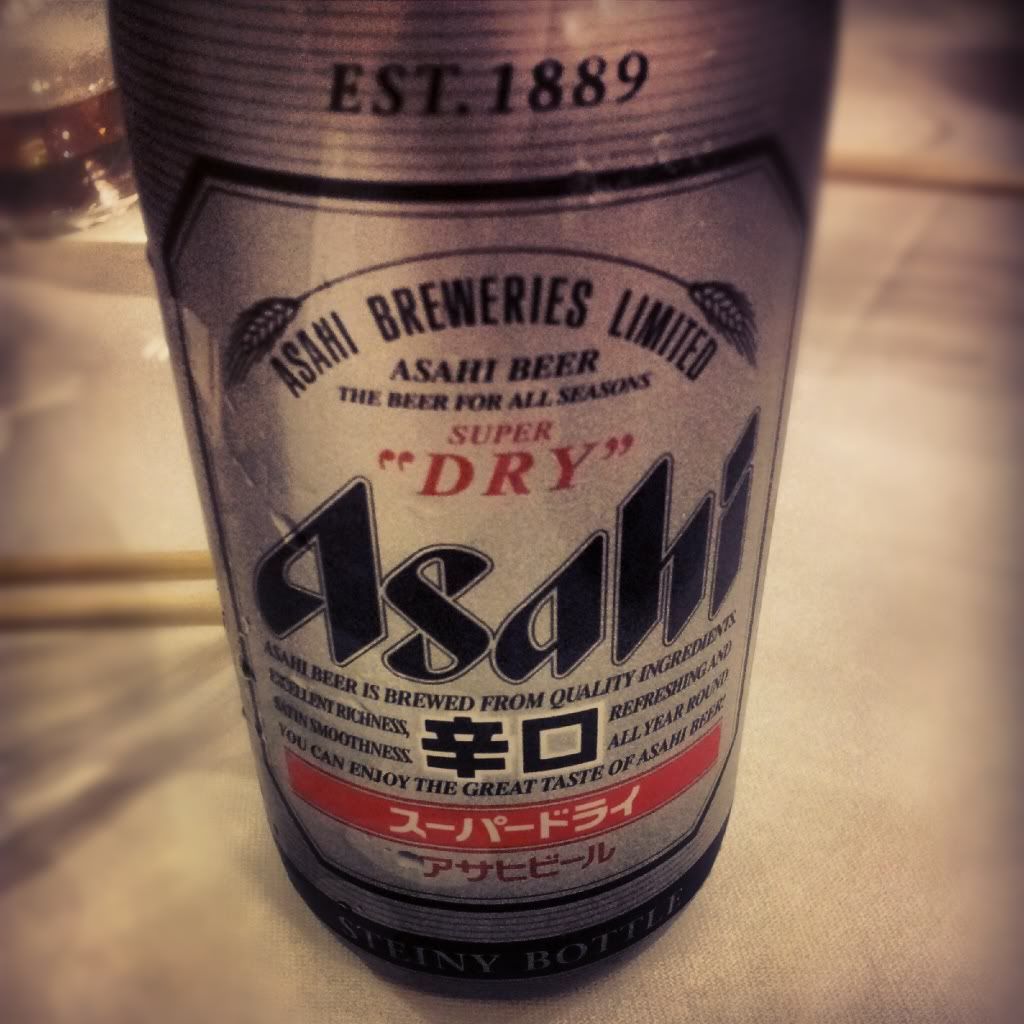 EST. 1889
ASAHI BREWERIES LIMITED
ASAHI BEER
THE BEER FOR ALL SEASONS
SUPER
"DRY"
Asahi
ASAHI BEER IS BREWED FROM QUALITY INGREDIENTS.
EXCELLENT RICHNESS, REFRESHING AND
SATIN SMOOTHNESS. ALL YEAR ROUND
辛口
YOU CAN ENJOY THE GREAT TASTE OF ASAHI BEER!
スーパードライ
アサヒビール
STEINY BOTTLE